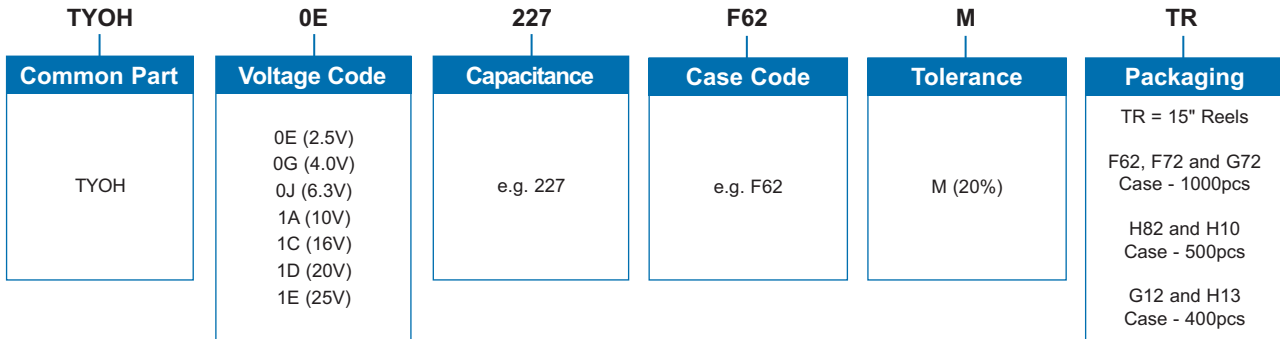 TYOH 0E 227 F62 M TR
Common Part Voltage Code Capacitance Case Code Tolerance Packaging
TYOH
0E (2.5V)
0G (4.0V)
0J (6.3V)
1A (10V)
1C (16V)
1D (20V)
1E (25V)
e.g. 227
e.g. F62
M (20%)
TR = 15" Reels
F62, F72 and G72
Case - 1000pcs
H82 and H10
Case - 500pcs
G12 and H13
Case - 400pcs